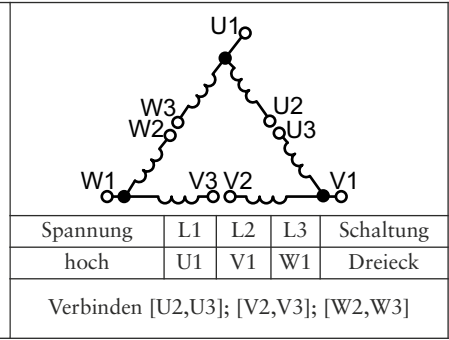 U1
W3 U2
W2 U3
W1 V3 V2 V1
Spannung L1 L2 L3 Schaltung
hoch U1 V1 W1 Dreieck
Verbinden [U2,U3]; [V2,V3]; [W2,W3]